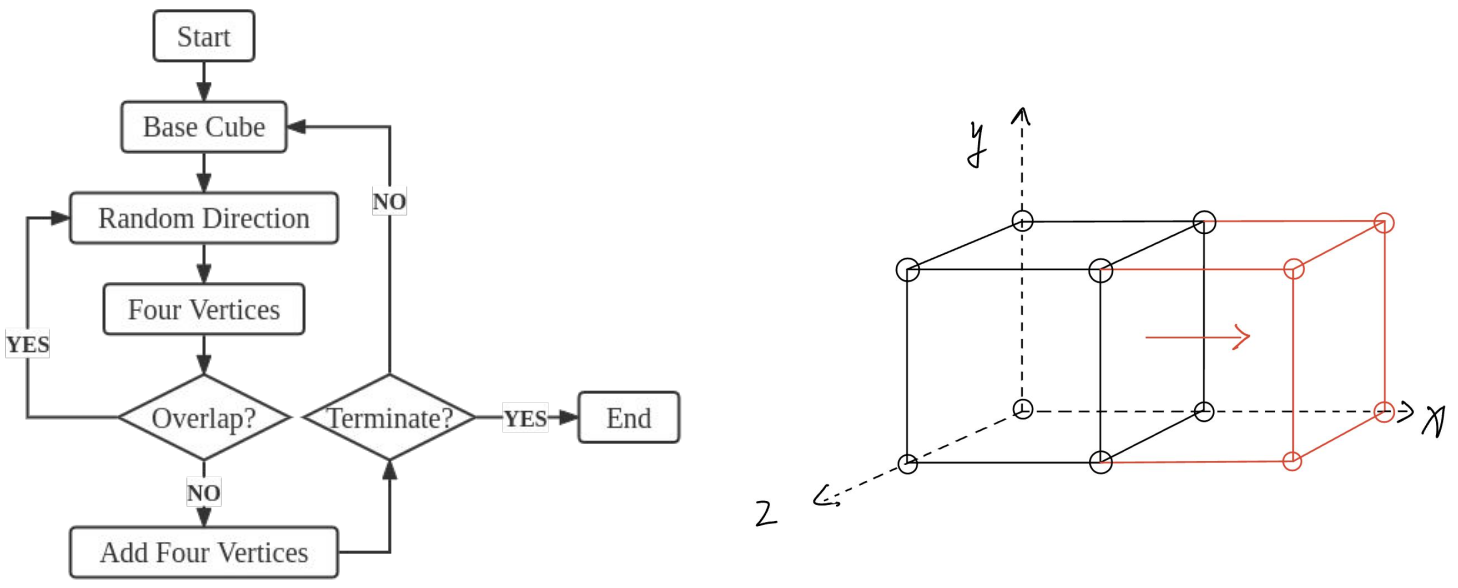 Start
Base Cube
NO
Random Direction
Four Vertices
YES
Overlap?
Terminate?
YES
End
NO
Add Four Vertices
y
x
z